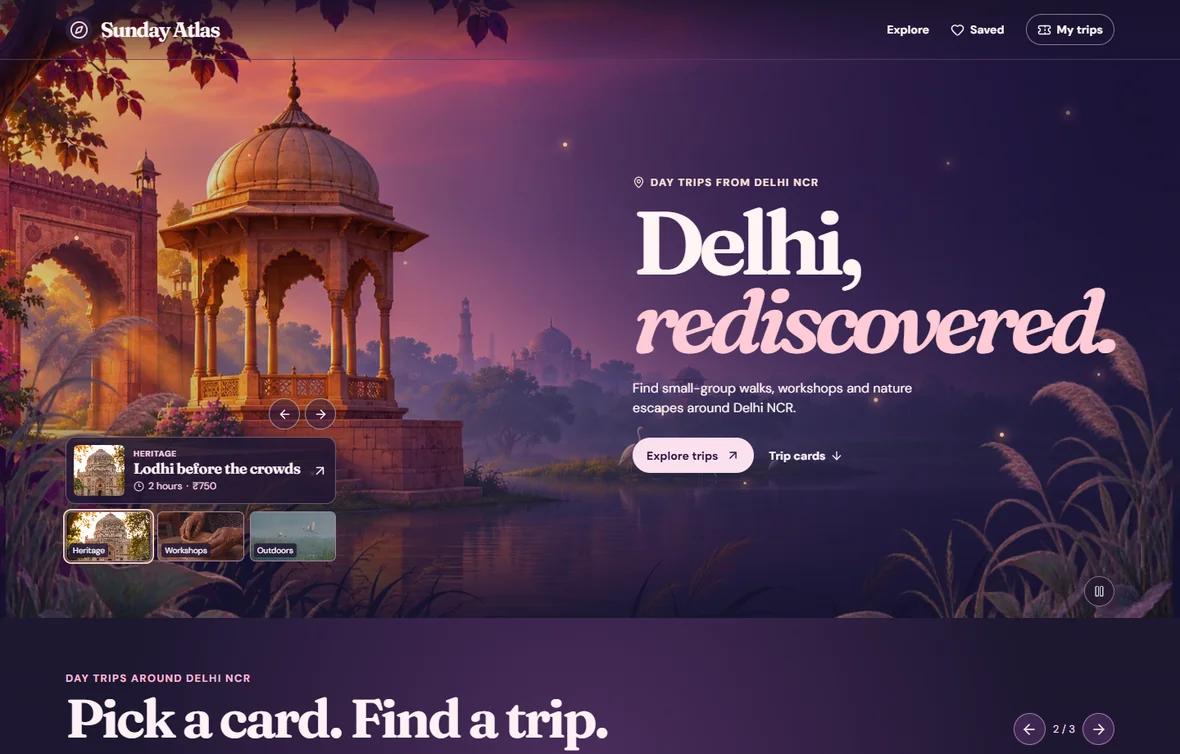 Sunday Atlas
Explore
Saved
My trips
DAY TRIPS FROM DELHI NCR
Delhi,
rediscovered.
Find small-group walks, workshops and nature
escapes around Delhi NCR.
Explore trips
Trip cards
HERITAGE
Lodhi before the crowds
2 hours · ₹750
Heritage
Workshops
Outdoors
DAY TRIPS AROUND DELHI NCR
Pick a card. Find a trip.
2 / 3